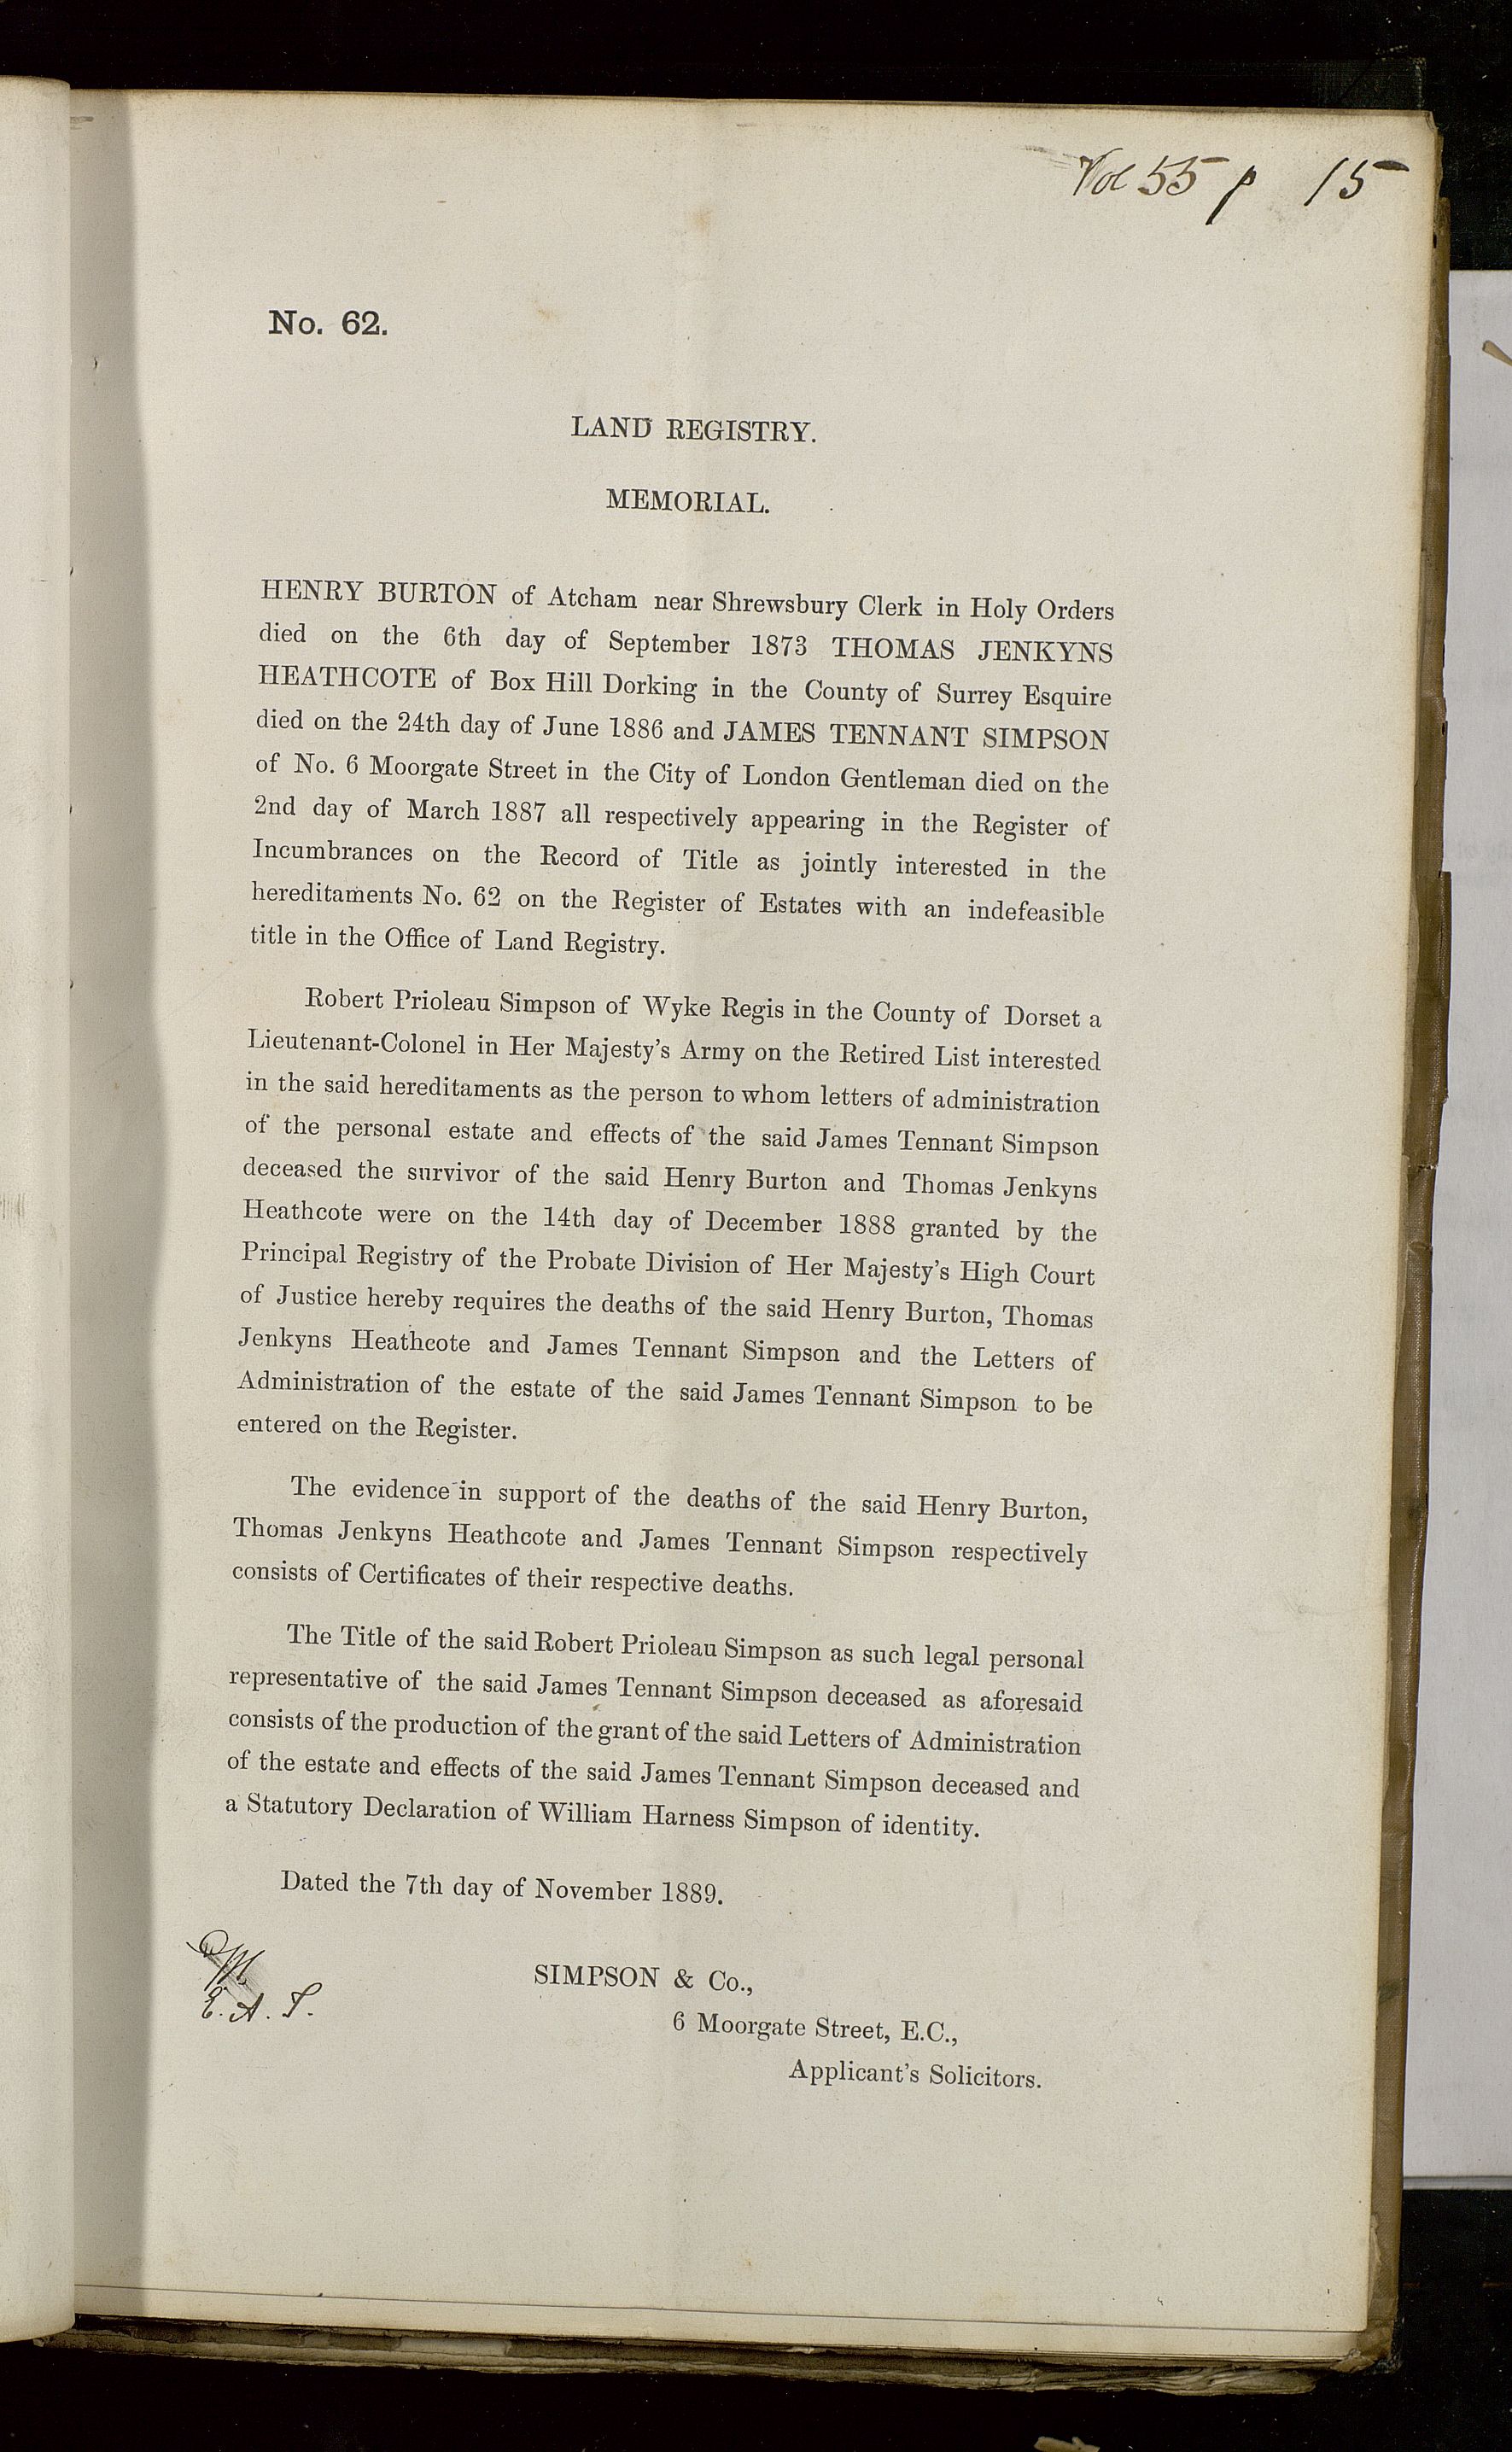 Vol 55 p 15
No. 62.
LAND REGISTRY.
MEMORIAL.
HENRY BURTON of Atcham near Shrewsbury Clerk in Holy Orders
died on the 6th day of September 1873 THOMAS JENKYNS
HEATHCOTE of Box Hill Dorking in the County of Surrey Esquire
died on the 24th day of June 1886 and JAMES TENNANT SIMPSON
of No. 6 Moorgate Street in the City of London Gentleman died on the
2nd day of March 1887 all respectively appearing in the Register of
Incumbrances on the Record of Title as jointly interested in the
hereditaments No. 62 on the Register of Estates with an indefeasible
title in the Office of Land Registry.
Robert Prioleau Simpson of Wyke Regis in the County of Dorset a
Lieutenant-Colonel in Her Majesty's Army on the Retired List interested
in the said hereditaments as the person to whom letters of administration
of the personal estate and effects of the said James Tennant Simpson
deceased the survivor of the said Henry Burton and Thomas Jenkyns
Heathcote were on the 14th day of December 1888 granted by the
Principal Registry of the Probate Division of Her Majesty's High Court
of Justice hereby requires the deaths of the said Henry Burton, Thomas
Jenkyns Heathcote and James Tennant Simpson and the Letters of
Administration of the estate of the said James Tennant Simpson to be
entered on the Register.
The evidence in support of the deaths of the said Henry Burton,
Thomas Jenkyns Heathcote and James Tennant Simpson respectively
consists of Certificates of their respective deaths.
The Title of the said Robert Prioleau Simpson as such legal personal
representative of the said James Tennant Simpson deceased as aforesaid
consists of the production of the grant of the said Letters of Administration
of the estate and effects of the said James Tennant Simpson deceased and
a Statutory Declaration of William Harness Simpson of identity.
Dated the 7th day of November 1889.
E. A. S.
SIMPSON & Co.,
6 Moorgate Street, E.C.,
Applicant's Solicitors.